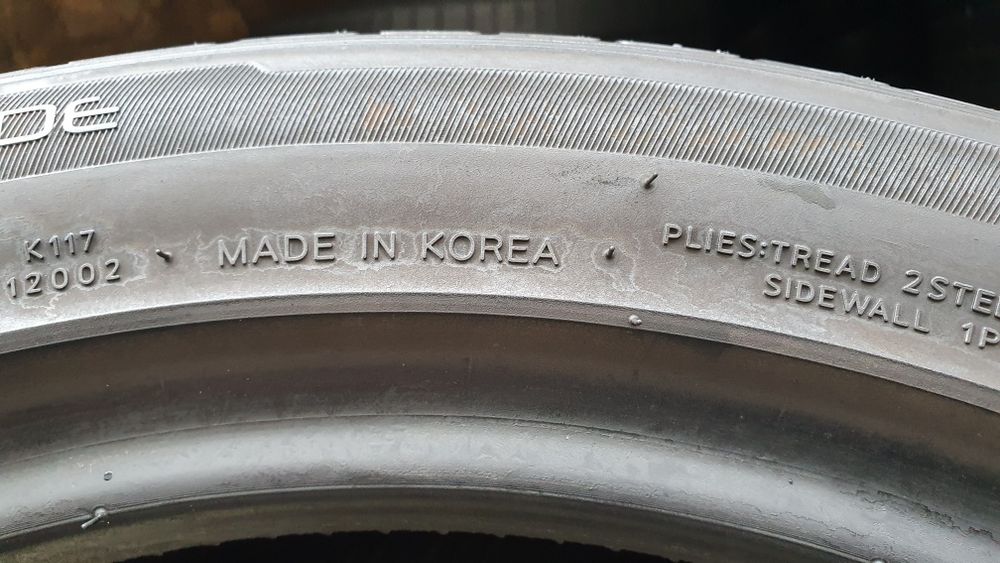 DE
K117
12002
MADE IN KOREA
PLIES:TREAD 2STE
SIDEWALL 1P